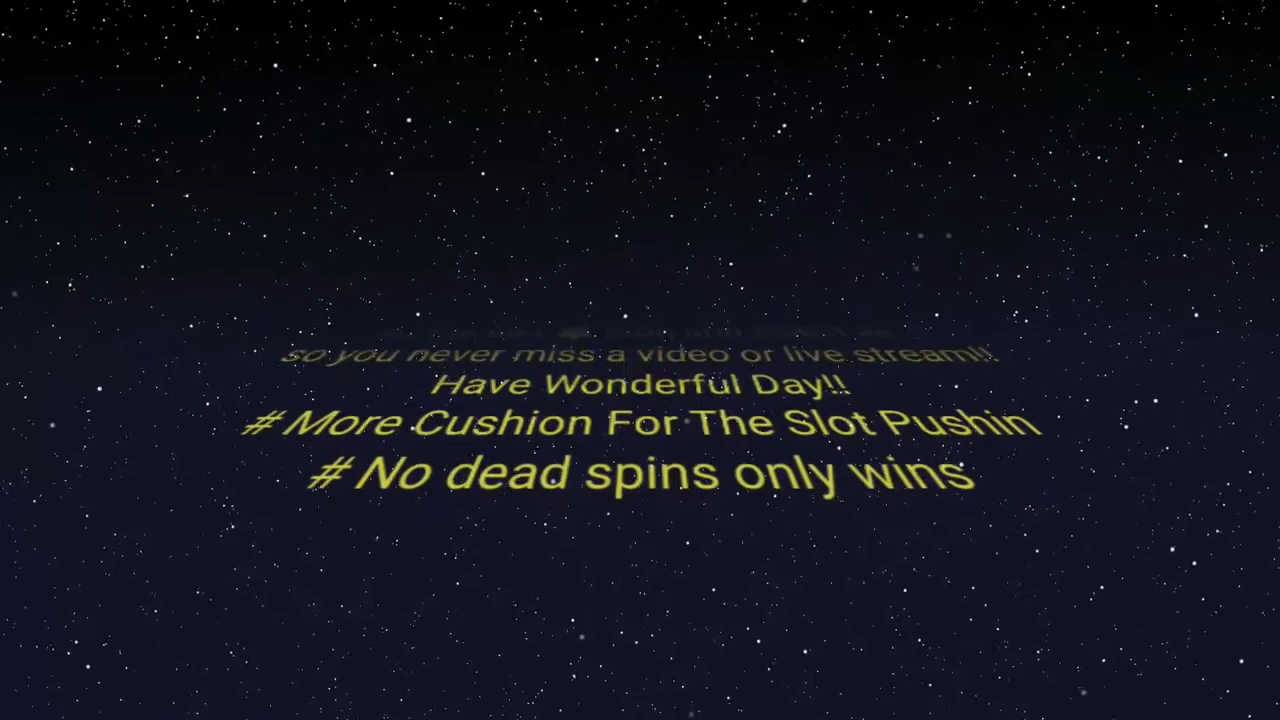 so you never miss a video or live stream!!
Have Wonderful Day!!
# More Cushion For The Slot Pushin
# No dead spins only wins